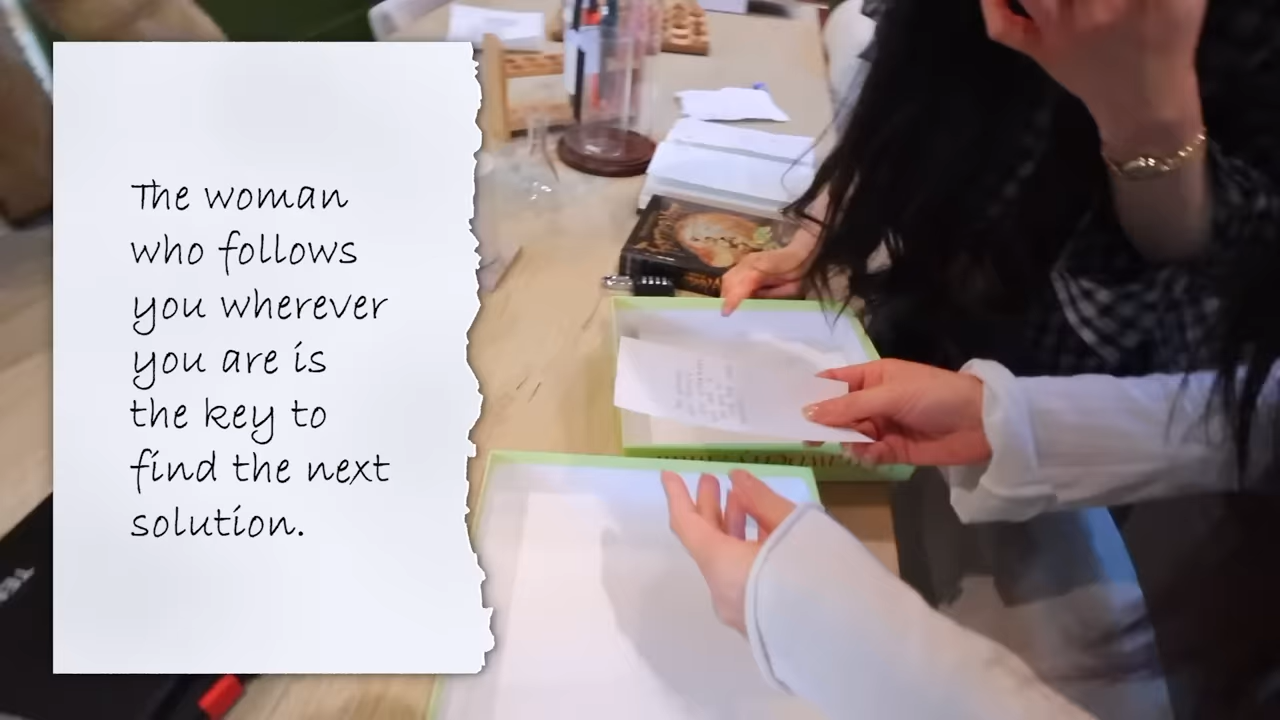 The woman
who follows
you wherever
you are is
the key to
find the next
solution.